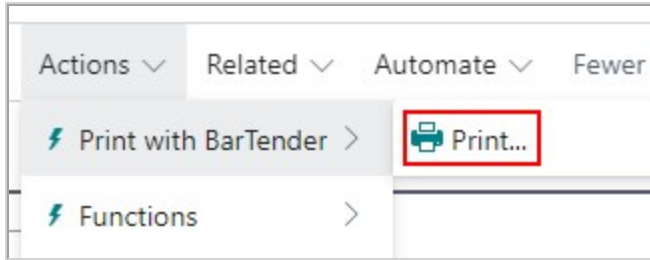 Actions Related Automate Fewer
Print with BarTender Print...
Functions